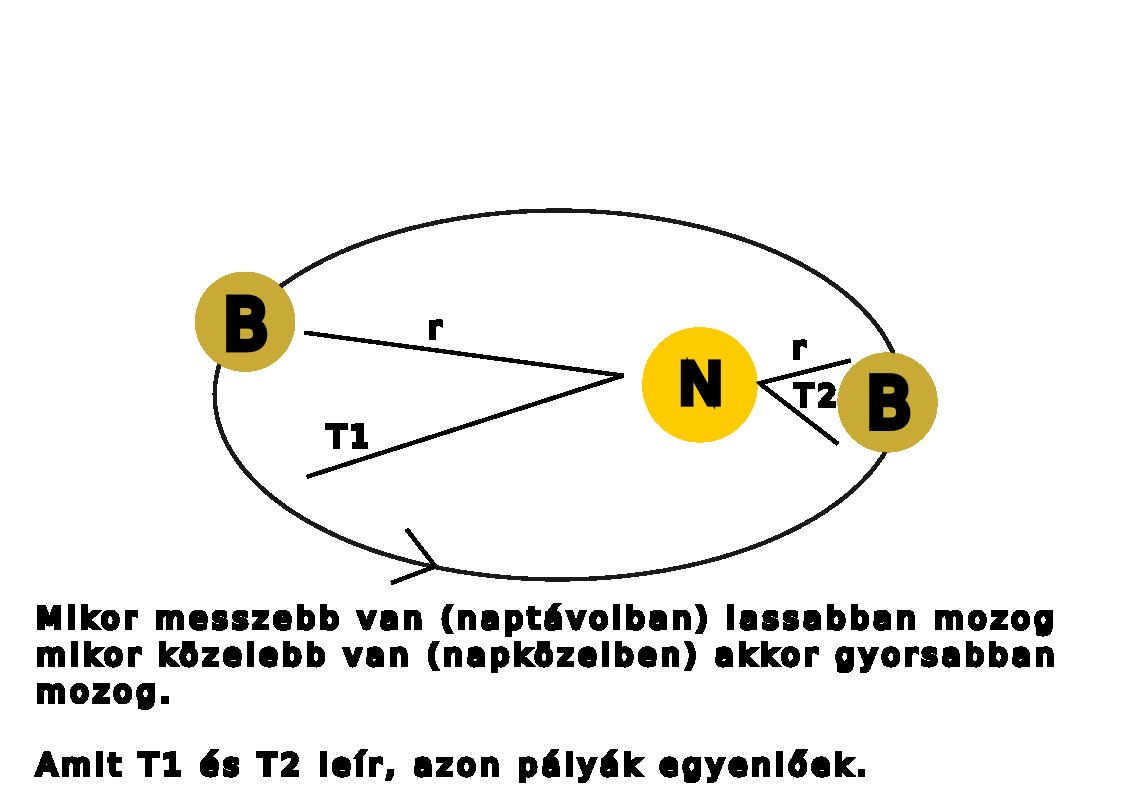 B
r
N
r
T2
B
T1
Mikor messzebb van (naptávolban) lassabban mozog
mikor közelebb van (napközelben) akkor gyorsabban
mozog.
Amit T1 és T2 leír, azon pályák egyenlőek.